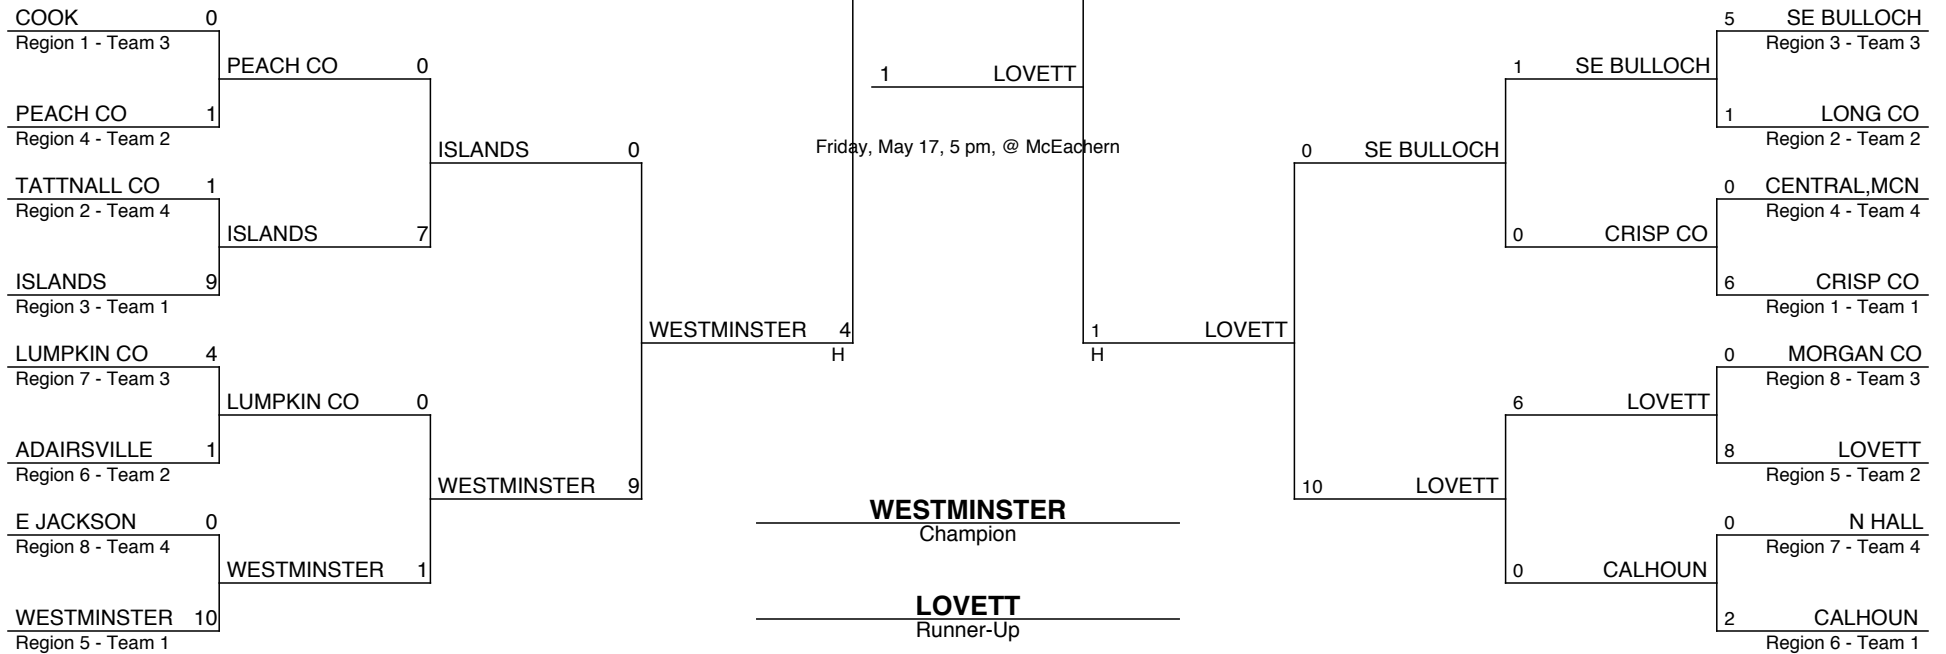 COOK 0
Region 1 - Team 3
PEACH CO 0
PEACH CO 1
Region 4 - Team 2
ISLANDS 0
TATTNALL CO 1
Region 2 - Team 4
ISLANDS 7
ISLANDS 9
Region 3 - Team 1
WESTMINSTER 4
H
LUMPKIN CO 4
Region 7 - Team 3
LUMPKIN CO 0
ADAIRSVILLE 1
Region 6 - Team 2
WESTMINSTER 9
E JACKSON 0
Region 8 - Team 4
WESTMINSTER 1
WESTMINSTER 10
Region 5 - Team 1
1 LOVETT
Friday, May 17, 5 pm, @ McEachern
WESTMINSTER
Champion
LOVETT
Runner-Up
5 SE BULLOCH
Region 3 - Team 3
1 SE BULLOCH
1 LONG CO
Region 2 - Team 2
0 SE BULLOCH
0 CENTRAL,MCN
Region 4 - Team 4
0 CRISP CO
6 CRISP CO
Region 1 - Team 1
1 LOVETT
H
0 MORGAN CO
Region 8 - Team 3
6 LOVETT
8 LOVETT
Region 5 - Team 2
10 LOVETT
0 N HALL
Region 7 - Team 4
0 CALHOUN
2 CALHOUN
Region 6 - Team 1